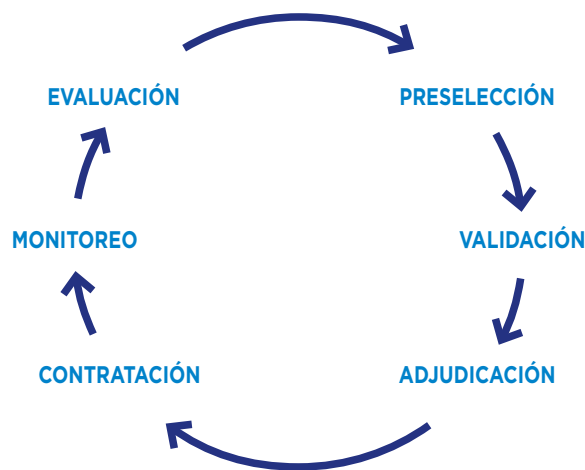 EVALUACIÓN
PRESELECCIÓN
MONITOREO
VALIDACIÓN
CONTRATACIÓN
ADJUDICACIÓN